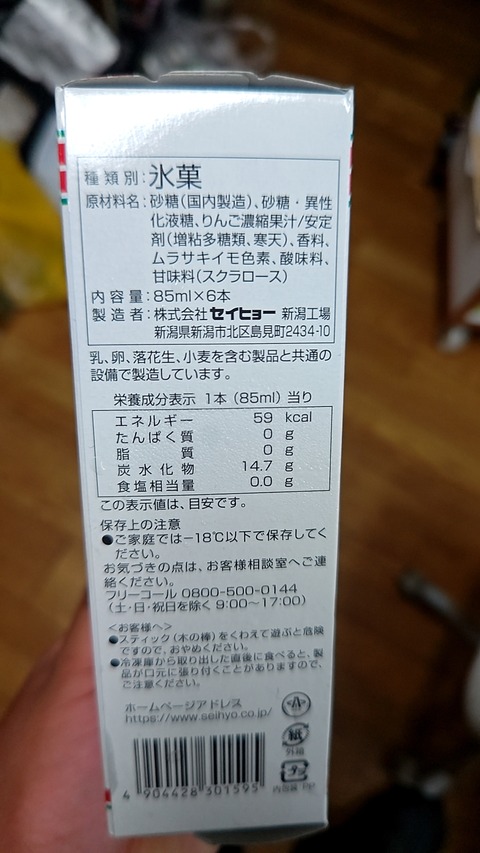 種類別:氷菓
原材料名:砂糖(国内製造)、砂糖・異性
化液糖、りんご濃縮果汁/安定
剤(増粘多糖類、寒天)、香料、
ムラサキイモ色素、酸味料、
甘味料(スクラロース)
内容量:85ml×6本
製造者:株式会社セイヒョー 新潟工場
新潟県新潟市北区島見町2434-10
乳、卵、落花生、小麦を含む製品と共通の
設備で製造しています。
栄養成分表示 1本(85ml)当り
エネルギー 59 kcal
たんぱく質 0 g
脂質 0 g
炭水化物 14.7 g
食塩相当量 0.0 g
この表示値は、目安です。
保存上の注意
●ご家庭では−18℃以下で保存してく
ださい。
お気づきの点は、お客様相談室へご連
絡ください。
フリーコール 0800-500-0144
(土・日・祝日を除く 9:00〜17:00)
<お客様へ>
●スティック(木の棒)をくわえて遊ぶと危険
ですので、おやめください。
●冷凍庫から取り出した直後に食べると、製
品が口元に張り付くことがありますので、
ご注意ください。
ホームページアドレス
https://www.seihyo.co.jp/
紙
外箱
プラ
内包装
4 904428 301595